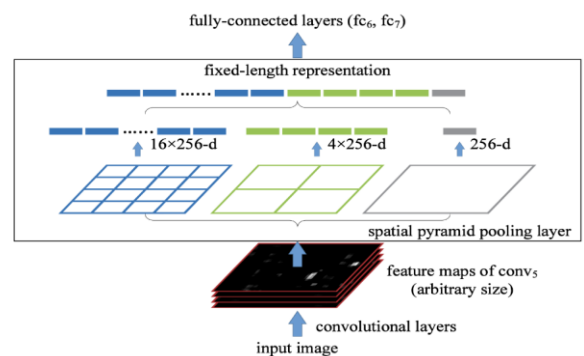 fully-connected layers (fc₆, fc₇)
fixed-length representation
......
......
16×256-d
4×256-d
256-d
spatial pyramid pooling layer
feature maps of conv₅
(arbitrary size)
convolutional layers
input image